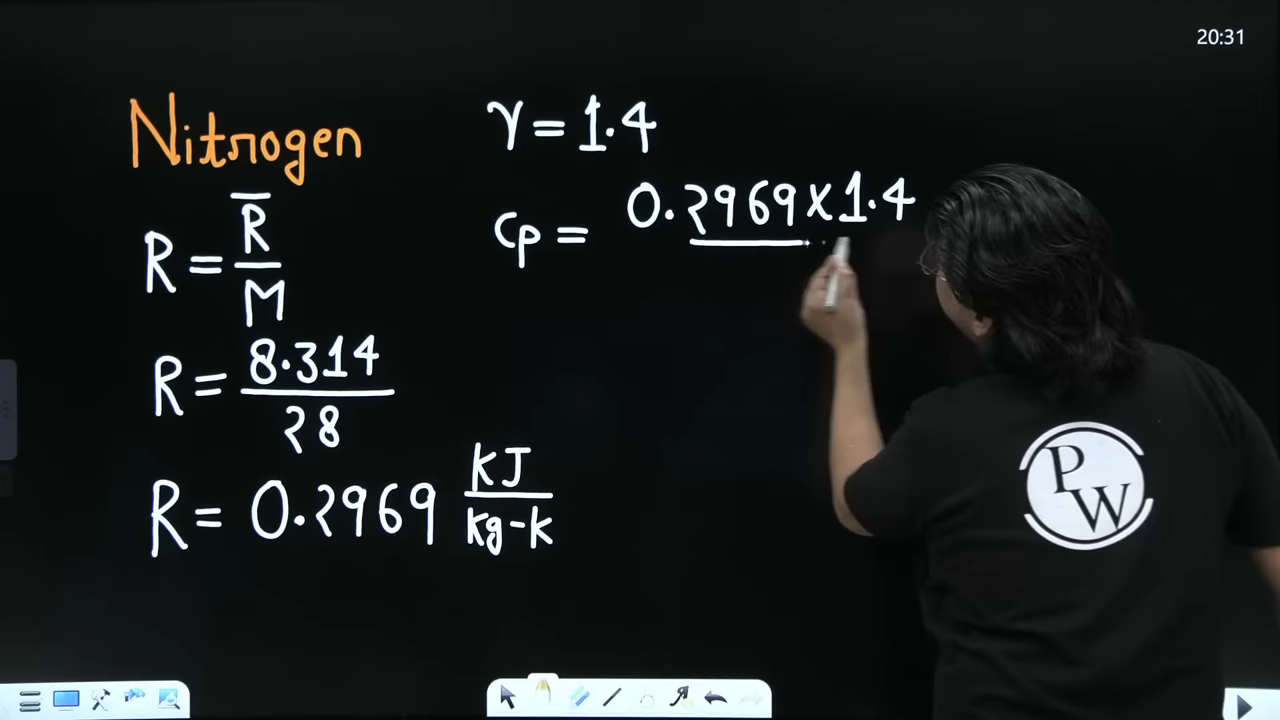 20:31
Nitrogen
R = R̅/M
R = 8.314/28
R = 0.2969 kJ/kg-k
γ = 1.4
Cp = 0.2969 × 1.4
PW